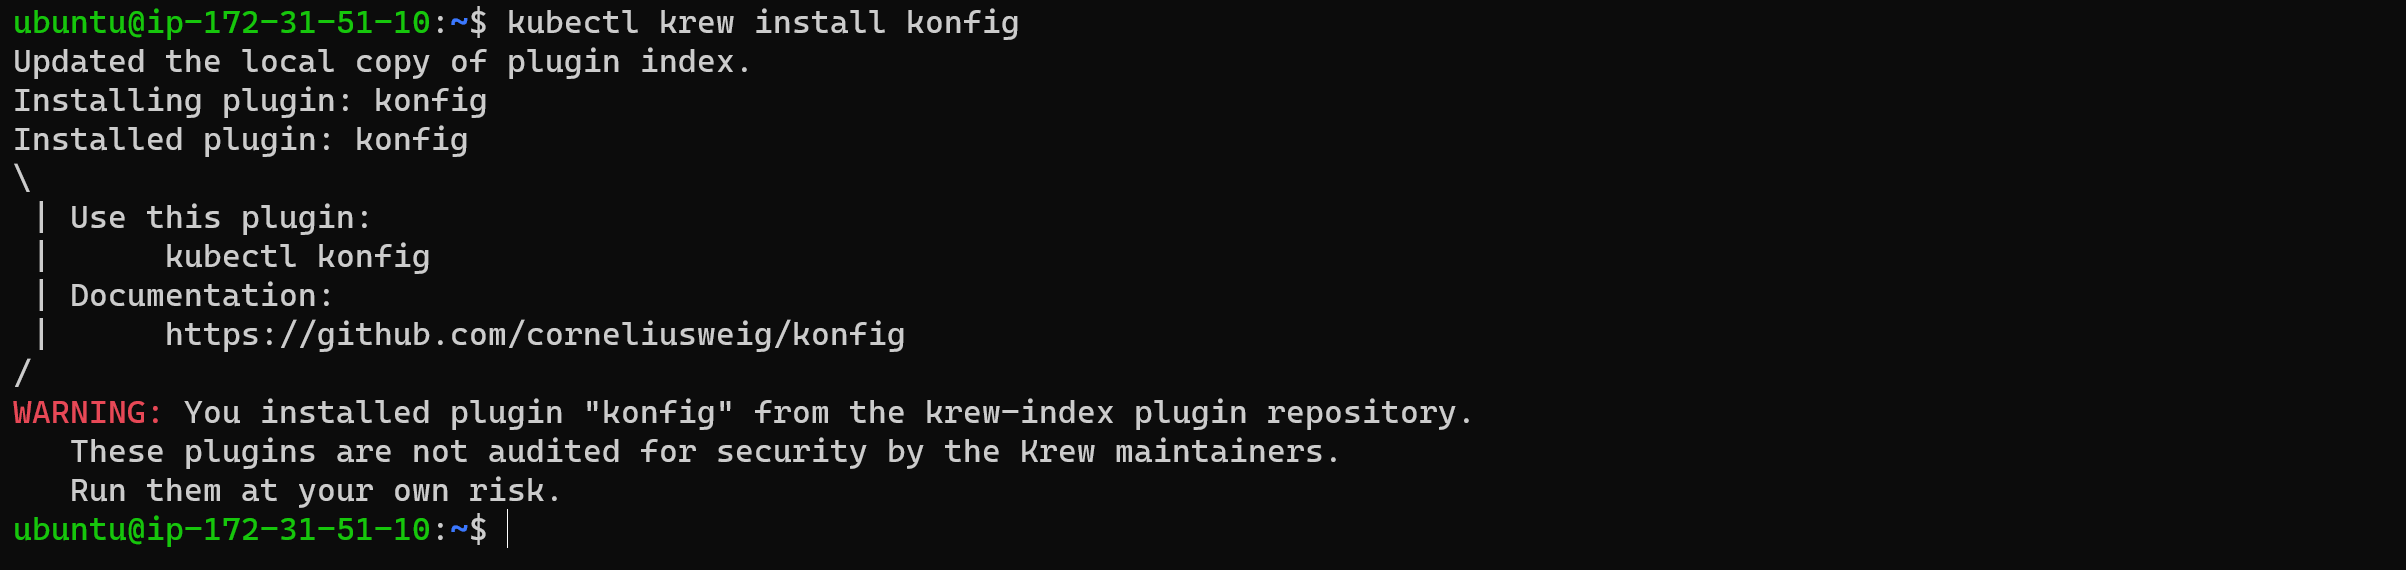 ubuntu@ip-172-31-51-10:~$ kubectl krew install konfig
Updated the local copy of plugin index.
Installing plugin: konfig
Installed plugin: konfig
\
 | Use this plugin:
 |      kubectl konfig
 | Documentation:
 |      https://github.com/corneliusweig/konfig
/
WARNING: You installed plugin "konfig" from the krew-index plugin repository.
   These plugins are not audited for security by the Krew maintainers.
   Run them at your own risk.
ubuntu@ip-172-31-51-10:~$